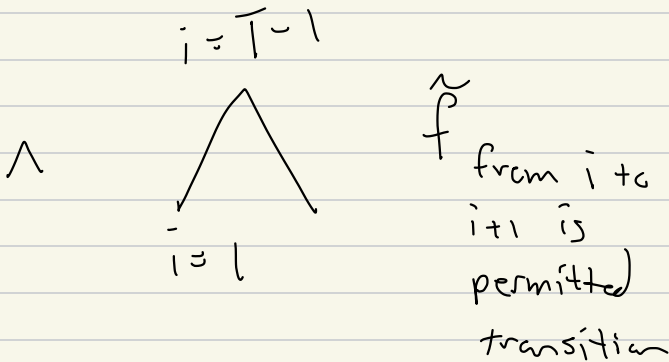 ∧
i = T - 1
⋀
i = 1
f̃
from i to
i+1 is
permitted
transition